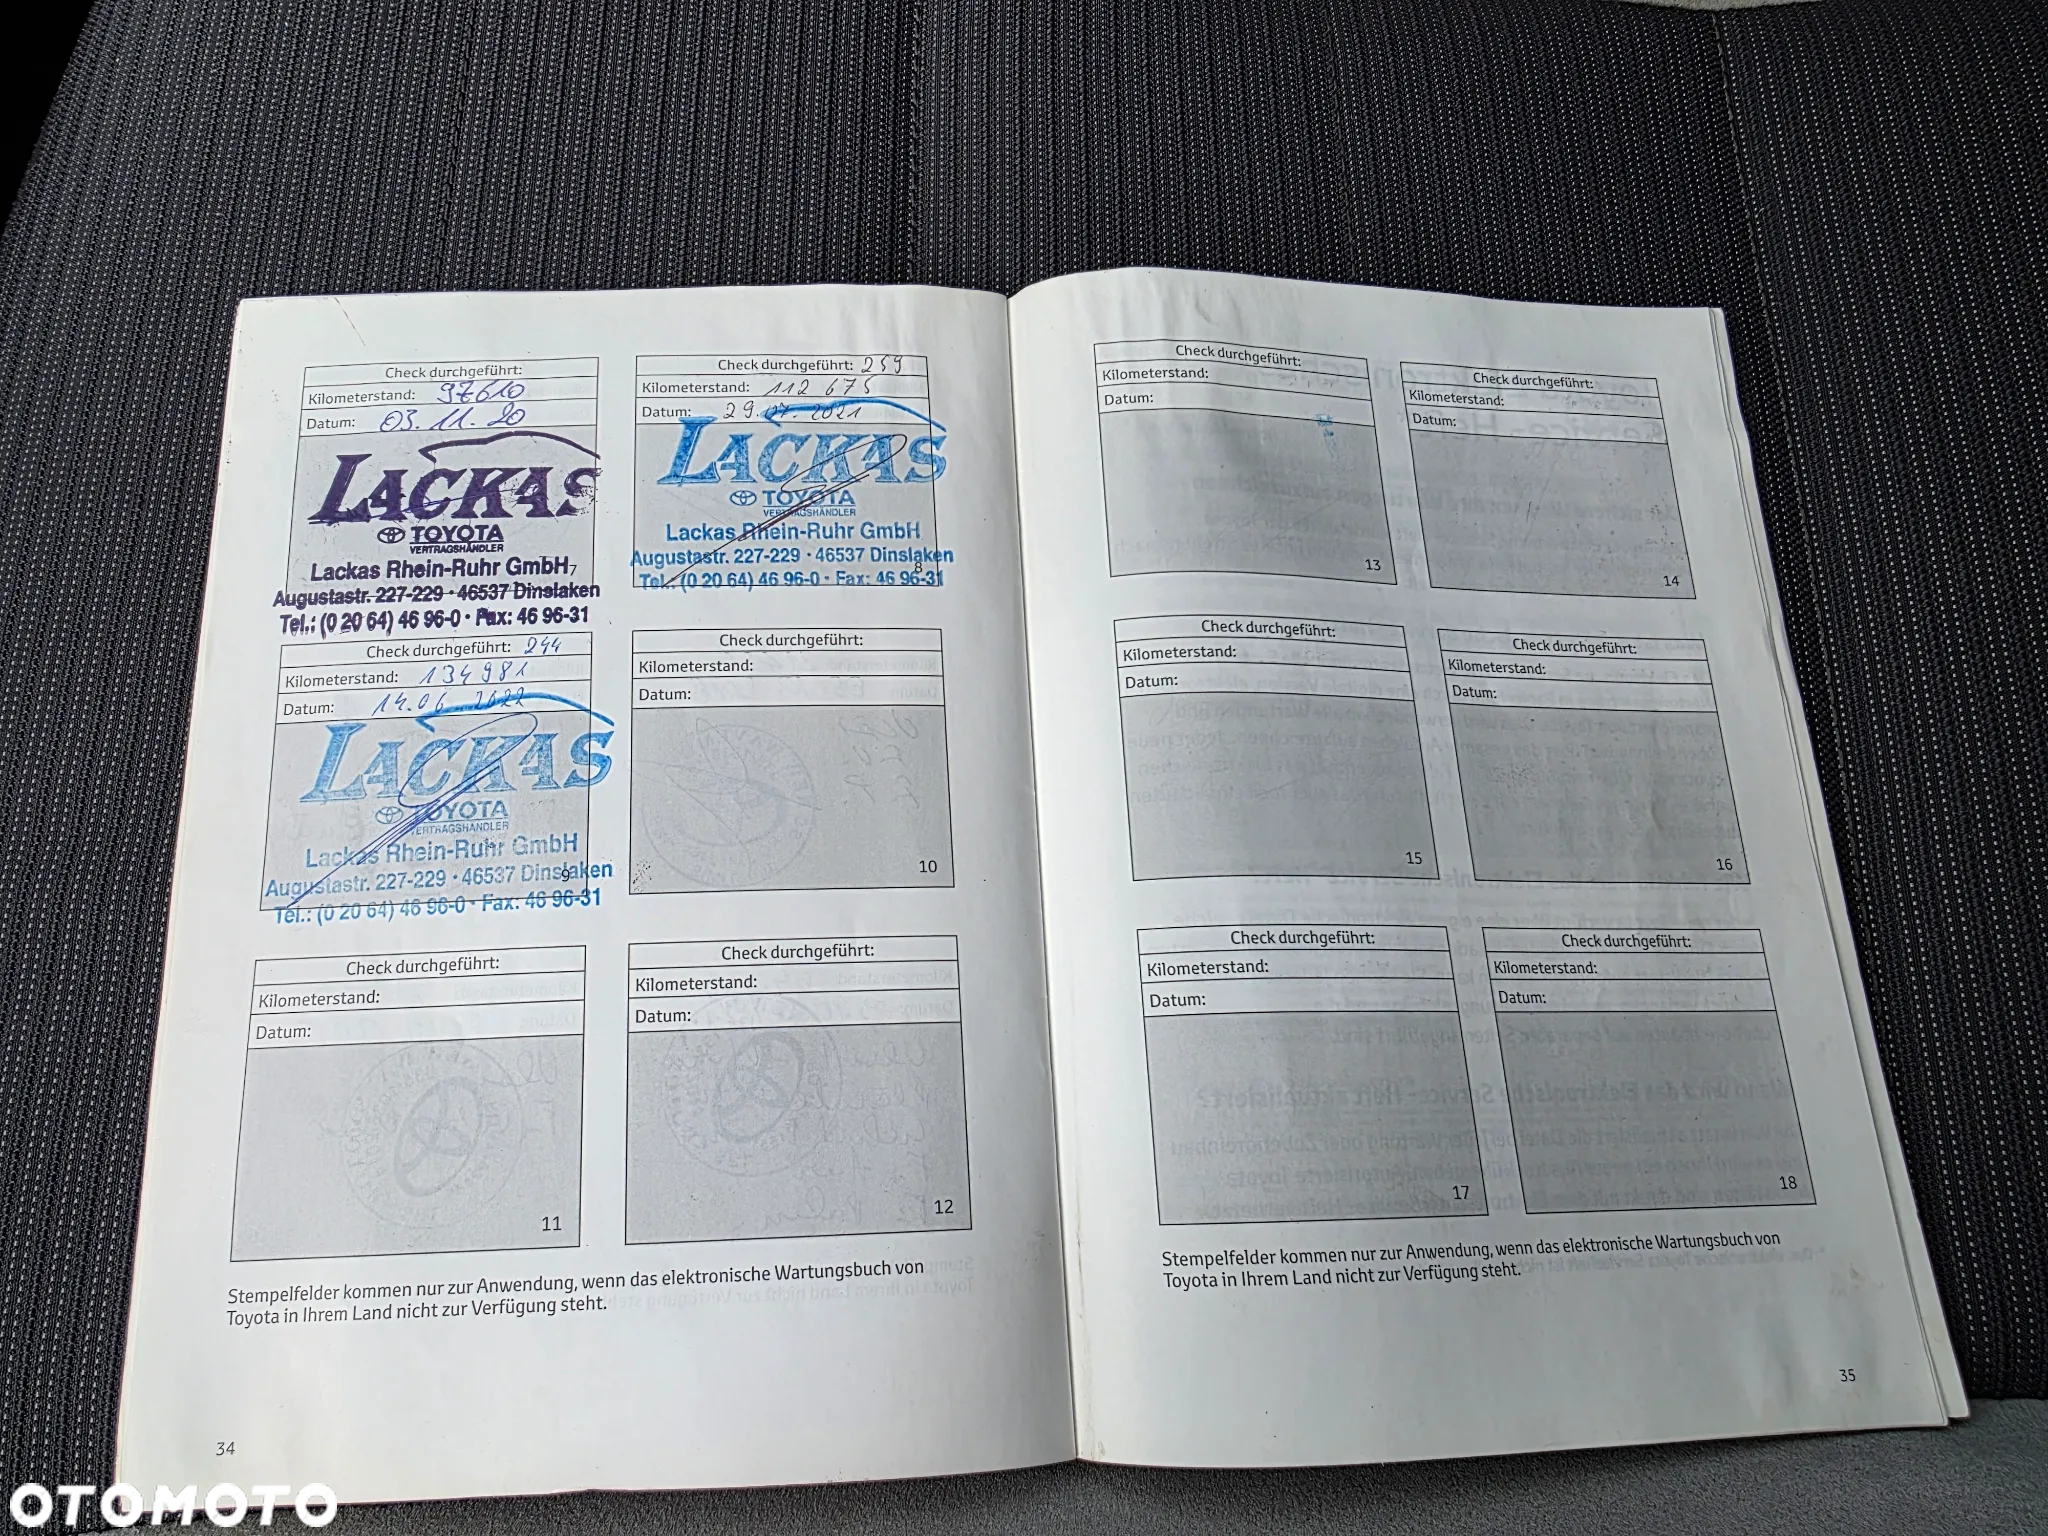 Check durchgeführt:
Kilometerstand: 97610
Datum: 03.11.20
LACKAS
TOYOTA
VERTRAGSHÄNDLER
Lackas Rhein-Ruhr GmbH
7
Augustastr. 227-229 · 46537 Dinslaken
Tel.: (0 20 64) 46 96-0 · Fax: 46 96-31
Check durchgeführt: 259
Kilometerstand: 112 675
Datum: 29.07.2021
LACKAS
TOYOTA
VERTRAGSHÄNDLER
Lackas Rhein-Ruhr GmbH
Augustastr. 227-229 · 46537 Dinslaken
8
Tel.: (0 20 64) 46 96-0 · Fax: 46 96-31
Check durchgeführt: 244
Kilometerstand: 134981
Datum: 14.06.2022
LACKAS
TOYOTA
VERTRAGSHÄNDLER
Lackas Rhein-Ruhr GmbH
Augustastr. 227-229 · 46537 Dinslaken
9
Tel.: (0 20 64) 46 96-0 · Fax: 46 96-31
Check durchgeführt:
Kilometerstand:
Datum:
10
Check durchgeführt:
Kilometerstand:
Datum:
11
Check durchgeführt:
Kilometerstand:
Datum:
12
Stempelfelder kommen nur zur Anwendung, wenn das elektronische Wartungsbuch von
Toyota in Ihrem Land nicht zur Verfügung steht.
34
Check durchgeführt:
Kilometerstand:
Datum:
13
Check durchgeführt:
Kilometerstand:
Datum:
14
Check durchgeführt:
Kilometerstand:
Datum:
15
Check durchgeführt:
Kilometerstand:
Datum:
16
Check durchgeführt:
Kilometerstand:
Datum:
17
Check durchgeführt:
Kilometerstand:
Datum:
18
Stempelfelder kommen nur zur Anwendung, wenn das elektronische Wartungsbuch von
Toyota in Ihrem Land nicht zur Verfügung steht.
35
OTOMOTO